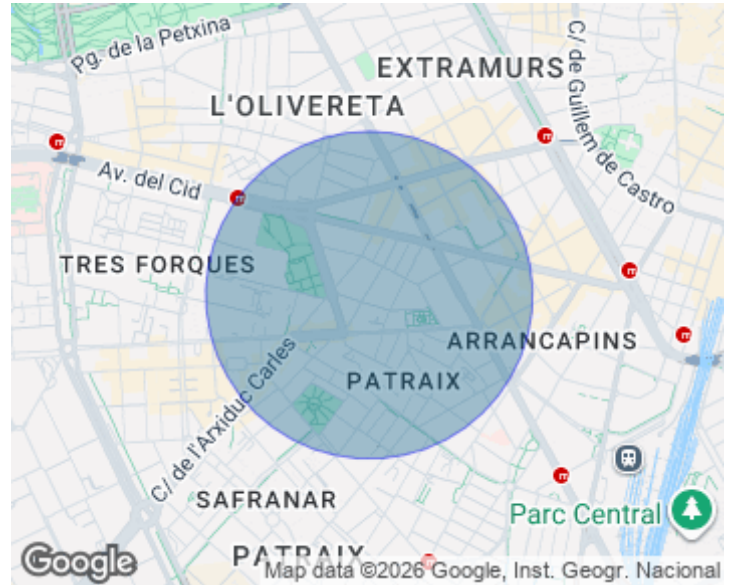 Pg. de la Petxina
EXTRAMURS
C/ de Guillem de Castro
L'OLIVERETA
Av. del Cid
TRES FORQUES
ARRANCAPINS
C/ de l'Arxiduc Carles
PATRAIX
SAFRANAR
Parc Central
PATRAIX
Google
Map data ©2026 Google, Inst. Geogr. Nacional